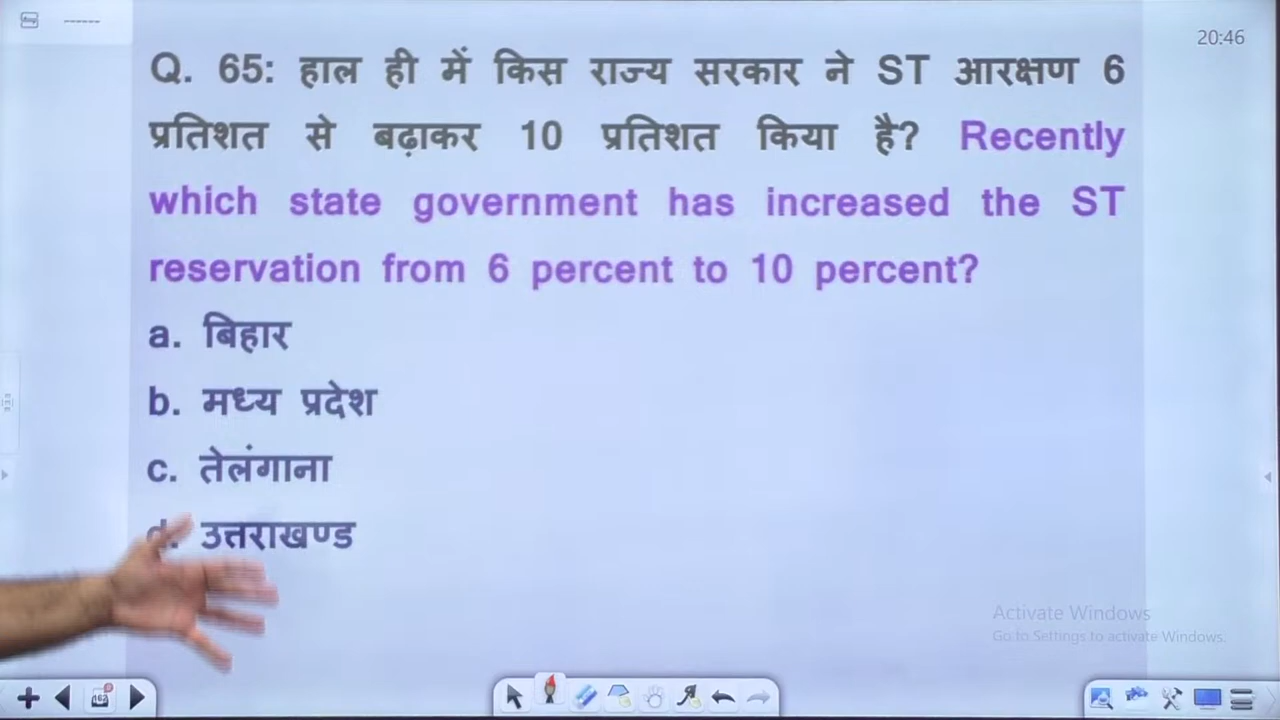 20:46
Q. 65: हाल ही में किस राज्य सरकार ने ST आरक्षण 6
प्रतिशत से बढ़ाकर 10 प्रतिशत किया है? Recently
which state government has increased the ST
reservation from 6 percent to 10 percent?
a. बिहार
b. मध्य प्रदेश
c. तेलंगाना
d. उत्तराखण्ड
Activate Windows
Go to Settings to activate Windows.
162